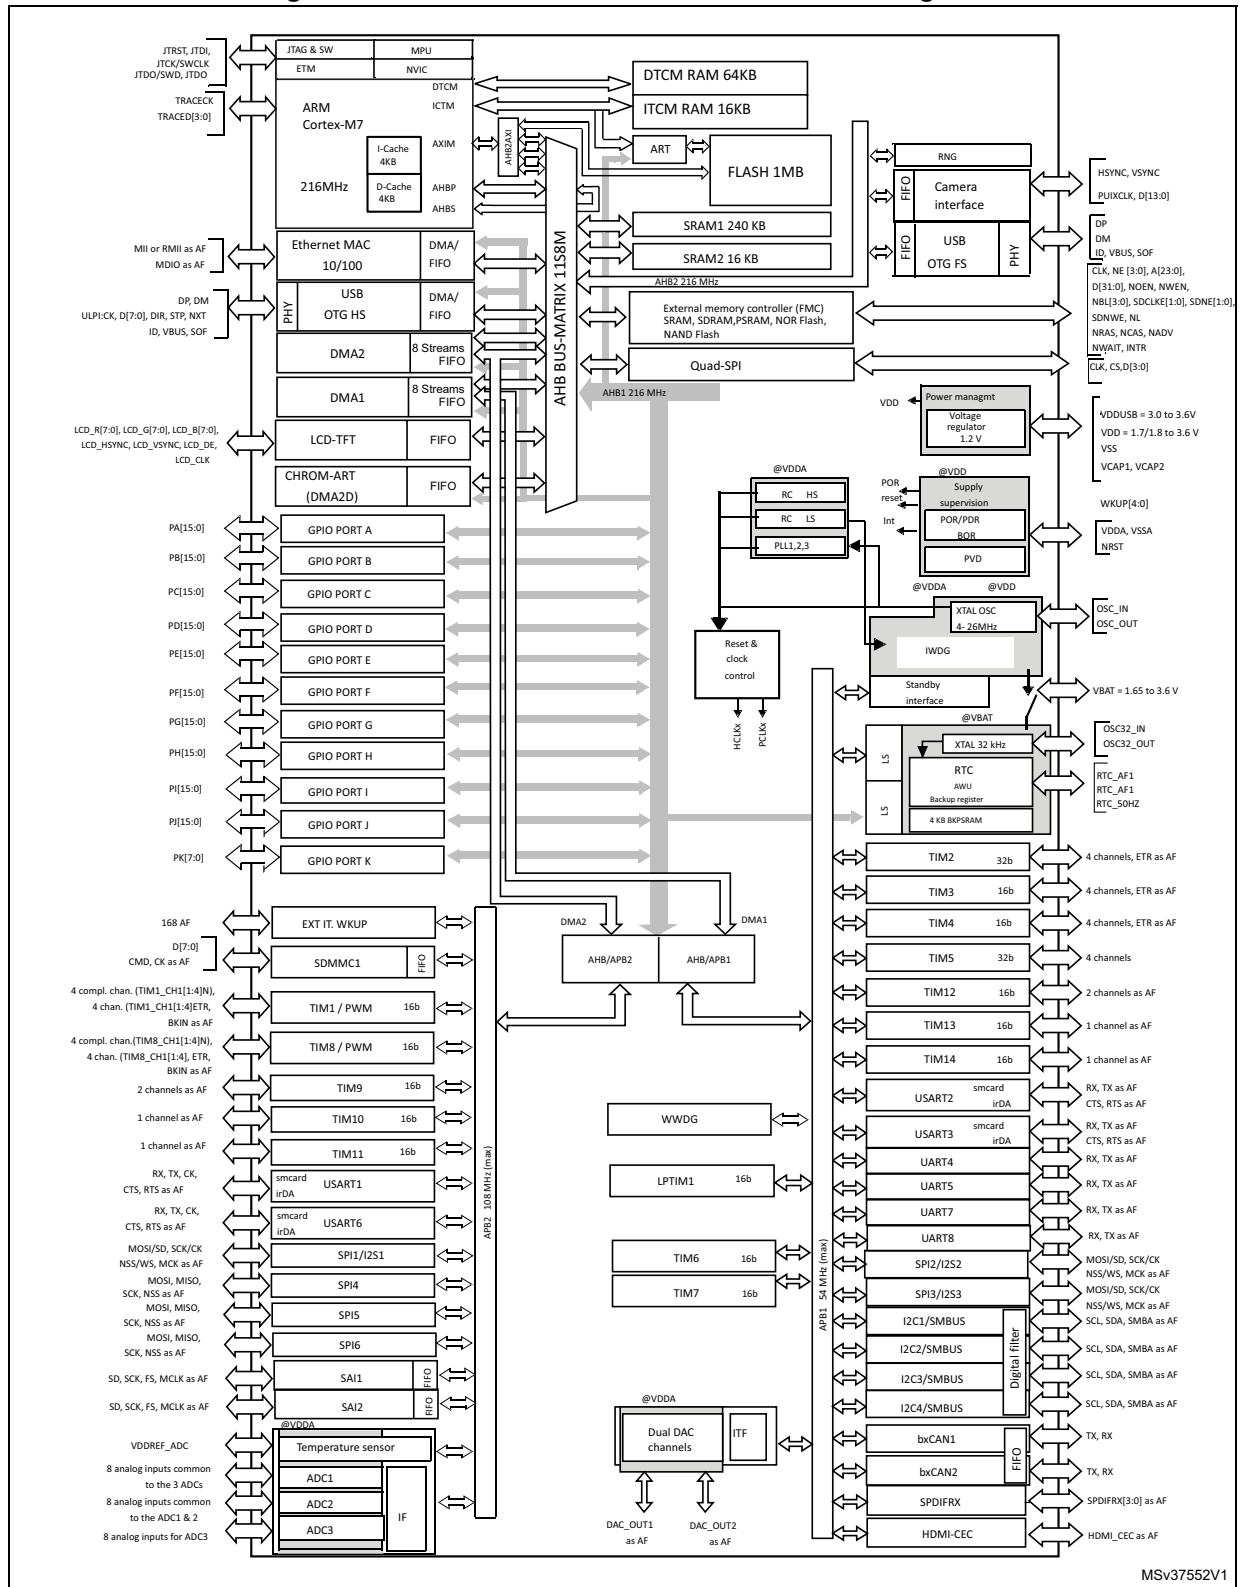 JTRST, JTDI,
JTCK/SWCLK
JTDO/SWD, JTDO
TRACECK
TRACED[3:0]
JTAG & SW
MPU
ETM
NVIC
ARM
Cortex-M7
216MHz
I-Cache
4KB
D-Cache
4KB
DTCM
ICTM
AXIM
AHBP
AHBS
AHB2AXI
DTCM RAM 64KB
ITCM RAM 16KB
ART
FLASH 1MB
SRAM1 240 KB
SRAM2 16 KB
AHB2 216 MHz
External memory controller (FMC)
SRAM, SDRAM,PSRAM, NOR Flash,
NAND Flash
Quad-SPI
AHB1 216 MHz
AHB BUS-MATRIX 11S8M
RNG
FIFO
Camera
interface
HSYNC, VSYNC
PUIXCLK, D[13:0]
FIFO
USB
OTG FS
PHY
DP
DM
ID, VBUS, SOF
CLK, NE [3:0], A[23:0],
D[31:0], NOEN, NWEN,
NBL[3:0], SDCLKE[1:0], SDNE[1:0],
SDNWE, NL
NRAS, NCAS, NADV
NWAIT, INTR
CLK, CS,D[3:0]
MII or RMII as AF
MDIO as AF
Ethernet MAC
10/100
DMA/
FIFO
DP, DM
ULPI:CK, D[7:0], DIR, STP, NXT
ID, VBUS, SOF
PHY
USB
OTG HS
DMA/
FIFO
DMA2
8 Streams
FIFO
DMA1
8 Streams
FIFO
LCD_R[7:0], LCD_G[7:0], LCD_B[7:0],
LCD_HSYNC, LCD_VSYNC, LCD_DE,
LCD_CLK
LCD-TFT
FIFO
CHROM-ART
(DMA2D)
FIFO
VDD
Power managmt
Voltage
regulator
1.2 V
VDDUSB = 3.0 to 3.6V
VDD = 1.7/1.8 to 3.6 V
VSS
VCAP1, VCAP2
@VDDA
RC HS
RC LS
PLL1,2,3
@VDD
POR
reset
Int
Supply
supervision
POR/PDR
BOR
PVD
WKUP[4:0]
VDDA, VSSA
NRST
@VDDA
@VDD
XTAL OSC
4- 26MHz
IWDG
OSC_IN
OSC_OUT
Reset &
clock
control
HCLKx
PCLKx
Standby
interface
VBAT = 1.65 to 3.6 V
@VBAT
LS
LS
XTAL 32 kHz
RTC
AWU
Backup register
4 KB BKPSRAM
OSC32_IN
OSC32_OUT
RTC_AF1
RTC_AF1
RTC_50HZ
PA[15:0]
GPIO PORT A
PB[15:0]
GPIO PORT B
PC[15:0]
GPIO PORT C
PD[15:0]
GPIO PORT D
PE[15:0]
GPIO PORT E
PF[15:0]
GPIO PORT F
PG[15:0]
GPIO PORT G
PH[15:0]
GPIO PORT H
PI[15:0]
GPIO PORT I
PJ[15:0]
GPIO PORT J
PK[7:0]
GPIO PORT K
DMA2
DMA1
AHB/APB2
AHB/APB1
168 AF
EXT IT. WKUP
D[7:0]
CMD, CK as AF
SDMMC1
FIFO
4 compl. chan. (TIM1_CH1[1:4]N),
4 chan. (TIM1_CH1[1:4]ETR,
BKIN as AF
TIM1 / PWM
16b
4 compl. chan.(TIM8_CH1[1:4]N),
4 chan. (TIM8_CH1[1:4], ETR,
BKIN as AF
TIM8 / PWM
16b
2 channels as AF
TIM9
16b
1 channel as AF
TIM10
16b
1 channel as AF
TIM11
16b
RX, TX, CK,
CTS, RTS as AF
smcard
irDA
USART1
RX, TX, CK,
CTS, RTS as AF
smcard
irDA
USART6
MOSI/SD, SCK/CK
NSS/WS, MCK as AF
SPI1/I2S1
MOSI, MISO,
SCK, NSS as AF
SPI4
MOSI, MISO,
SCK, NSS as AF
SPI5
MOSI, MISO,
SCK, NSS as AF
SPI6
SD, SCK, FS, MCLK as AF
SAI1
FIFO
SD, SCK, FS, MCLK as AF
SAI2
FIFO
@VDDA
VDDREF_ADC
Temperature sensor
8 analog inputs common
to the 3 ADCs
ADC1
8 analog inputs common
to the ADC1 & 2
ADC2
8 analog inputs for ADC3
ADC3
IF
APB2 108 MHz (max)
WWDG
LPTIM1
16b
TIM6
16b
TIM7
16b
@VDDA
Dual DAC
channels
ITF
DAC_OUT1
as AF
DAC_OUT2
as AF
APB1 54 MHz (max)
TIM2
32b
4 channels, ETR as AF
TIM3
16b
4 channels, ETR as AF
TIM4
16b
4 channels, ETR as AF
TIM5
32b
4 channels
TIM12
16b
2 channels as AF
TIM13
16b
1 channel as AF
TIM14
16b
1 channel as AF
USART2
smcard
irDA
RX, TX as AF
CTS, RTS as AF
USART3
smcard
irDA
RX, TX as AF
CTS, RTS as AF
UART4
RX, TX as AF
UART5
RX, TX as AF
UART7
RX, TX as AF
UART8
RX, TX as AF
SPI2/I2S2
MOSI/SD, SCK/CK
NSS/WS, MCK as AF
SPI3/I2S3
MOSI/SD, SCK/CK
NSS/WS, MCK as AF
I2C1/SMBUS
SCL, SDA, SMBA as AF
I2C2/SMBUS
SCL, SDA, SMBA as AF
I2C3/SMBUS
SCL, SDA, SMBA as AF
I2C4/SMBUS
SCL, SDA, SMBA as AF
Digital filter
bxCAN1
TX, RX
bxCAN2
TX, RX
FIFO
SPDIFRX
SPDIFRX[3:0] as AF
HDMI-CEC
HDMI_CEC as AF
MSv37552V1